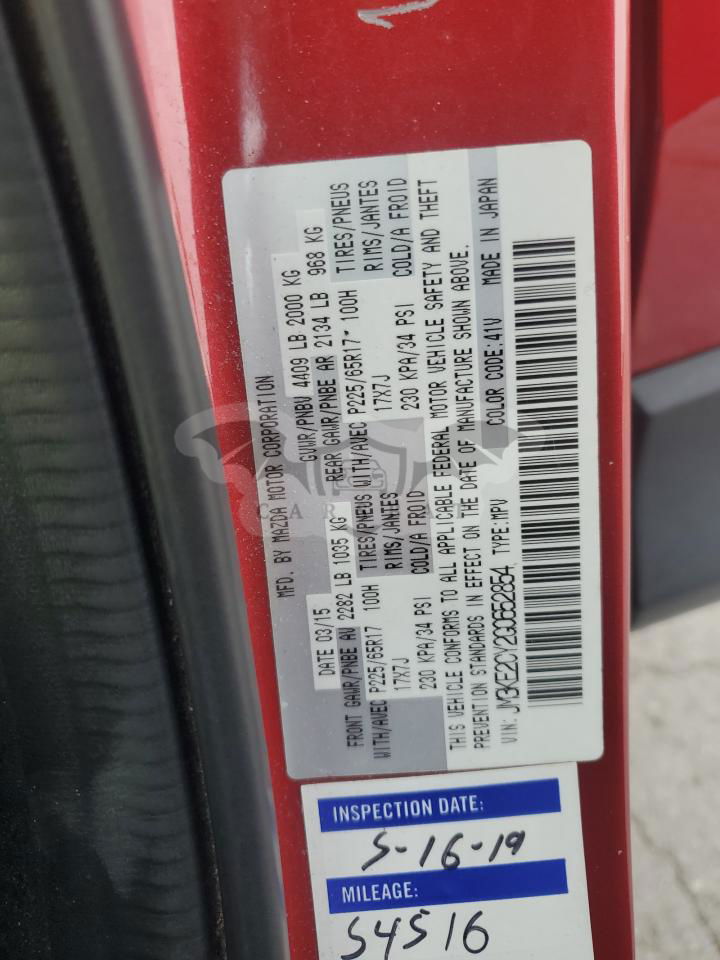 MFD. BY MAZDA MOTOR CORPORATION
DATE 03/15 GVWR/PNBV 4409 LB 2000 KG
FRONT GAWR/PNBE AV 2282 LB 1035 KG REAR GAWR/PNBE AR 2134 LB 968 KG
WITH/AVEC P225/65R17 100H TIRES/PNEUS WITH/AVEC P225/65R17* 100H TIRES/PNEUS
17X7J RIMS/JANTES 17X7J RIMS/JANTES
230 KPA/34 PSI COLD/A FROID 230 KPA/34 PSI COLD/A FROID
THIS VEHICLE CONFORMS TO ALL APPLICABLE FEDERAL MOTOR VEHICLE SAFETY AND THEFT
PREVENTION STANDARDS IN EFFECT ON THE DATE OF MANUFACTURE SHOWN ABOVE.
VIN: JM3KE2CY2G0652854 TYPE:MPV COLOR CODE:41V MADE IN JAPAN
INSPECTION DATE:
5-16-19
MILEAGE:
54516